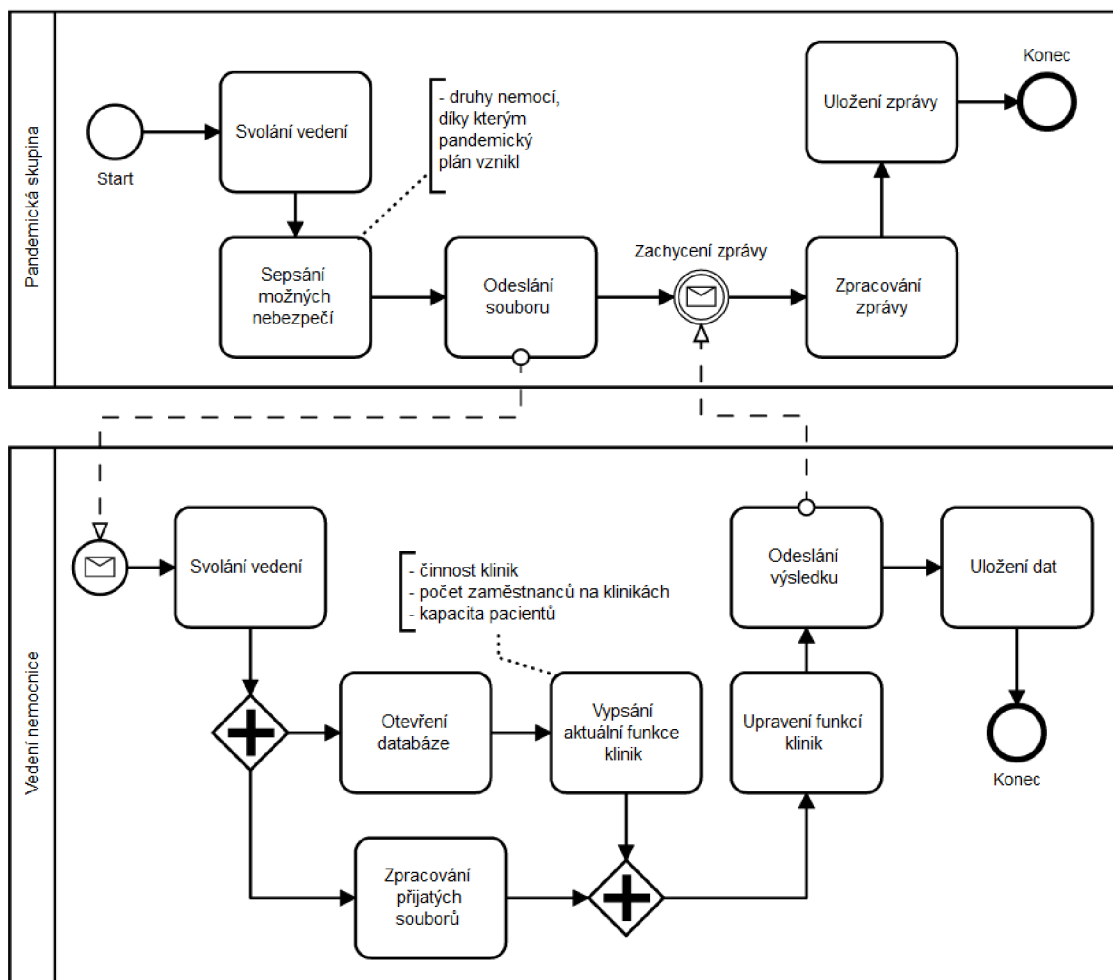 Pandemická skupina
Start
Svolání vedení
- druhy nemocí,
díky kterým
pandemický
plán vznikl
Sepsání
možných
nebezpečí
Odeslání
souboru
Zachycení zprávy
Zpracování
zprávy
Uložení zprávy
Konec
Vedení nemocnice
Svolání vedení
- činnost klinik
- počet zaměstnanců na klinikách
- kapacita pacientů
Otevření
databáze
Vypsání
aktuální funkce
klinik
Zpracování
přijatých
souborů
Upravení funkcí
klinik
Odeslání
výsledku
Uložení dat
Konec